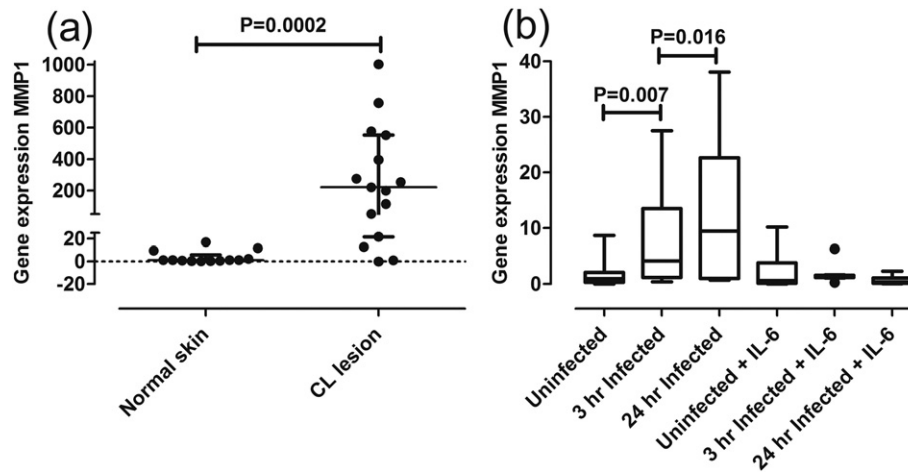 (a)
P=0.0002
Gene expression MMP1
1000
800
600
400
200
20
0
-20
Normal skin
CL lesion
(b)
P=0.016
P=0.007
Gene expression MMP1
40
30
20
10
0
Uninfected
3 hr Infected
24 hr Infected
Uninfected + IL-6
3 hr Infected + IL-6
24 hr Infected + IL-6